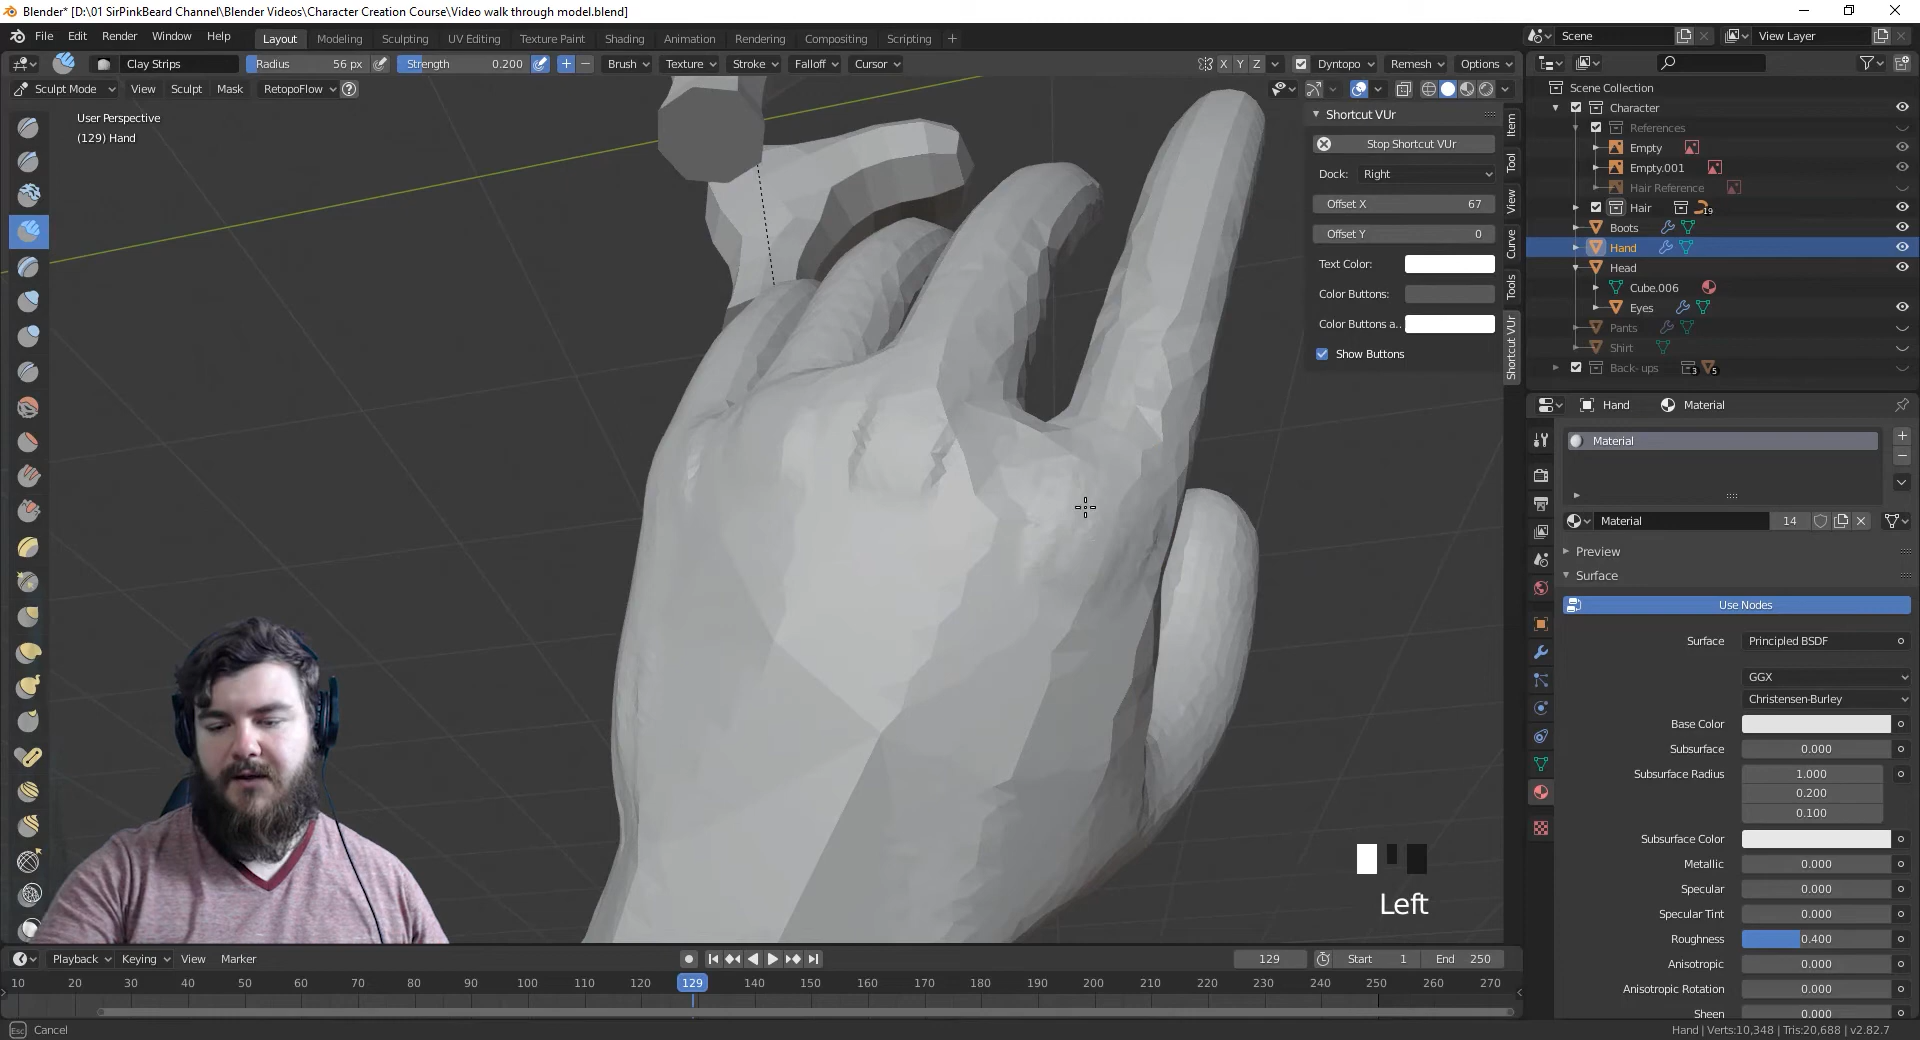 Blender* [D:\01 SirPinkBeard Channel\Blender Videos\Character Creation Course\Video walk through model.blend]
File Edit Render Window Help Layout Modeling Sculpting UV Editing Texture Paint Shading Animation Rendering Compositing Scripting Scene View Layer
Clay Strips Radius 56 px Strength 0.200 Brush Texture Stroke Falloff Cursor X Y Z Dyntopo Remesh Options
Sculpt Mode View Sculpt Mask RetopoFlow
User Perspective
(129) Hand
Shortcut VUr
Stop Shortcut VUr
Dock: Right
Offset X 67
Offset Y 0
Text Color:
Color Buttons:
Color Buttons a..
Show Buttons
Item
Tool
View
Curve
Tools
Shortcut VUr
Scene Collection
Character
References
Empty
Empty.001
Hair Reference
Hair 19
Boots
Hand
Head
Cube.006
Eyes
Pants
Shirt
Back-ups 3 5
Hand Material
Material
Material 14
Preview
Surface
Use Nodes
Surface Principled BSDF
GGX
Christensen-Burley
Base Color
Subsurface 0.000
Subsurface Radius 1.000
0.200
0.100
Subsurface Color
Metallic 0.000
Specular 0.000
Specular Tint 0.000
Roughness 0.400
Anisotropic 0.000
Anisotropic Rotation 0.000
Sheen 0.000
Left
Playback Keying View Marker 129 Start 1 End 250
10 20 30 40 50 60 70 80 90 100 110 120 129 140 150 160 170 180 190 200 210 220 230 240 250 260 270
Esc Cancel
Hand | Verts:10,348 | Tris:20,688 | v2.82.7